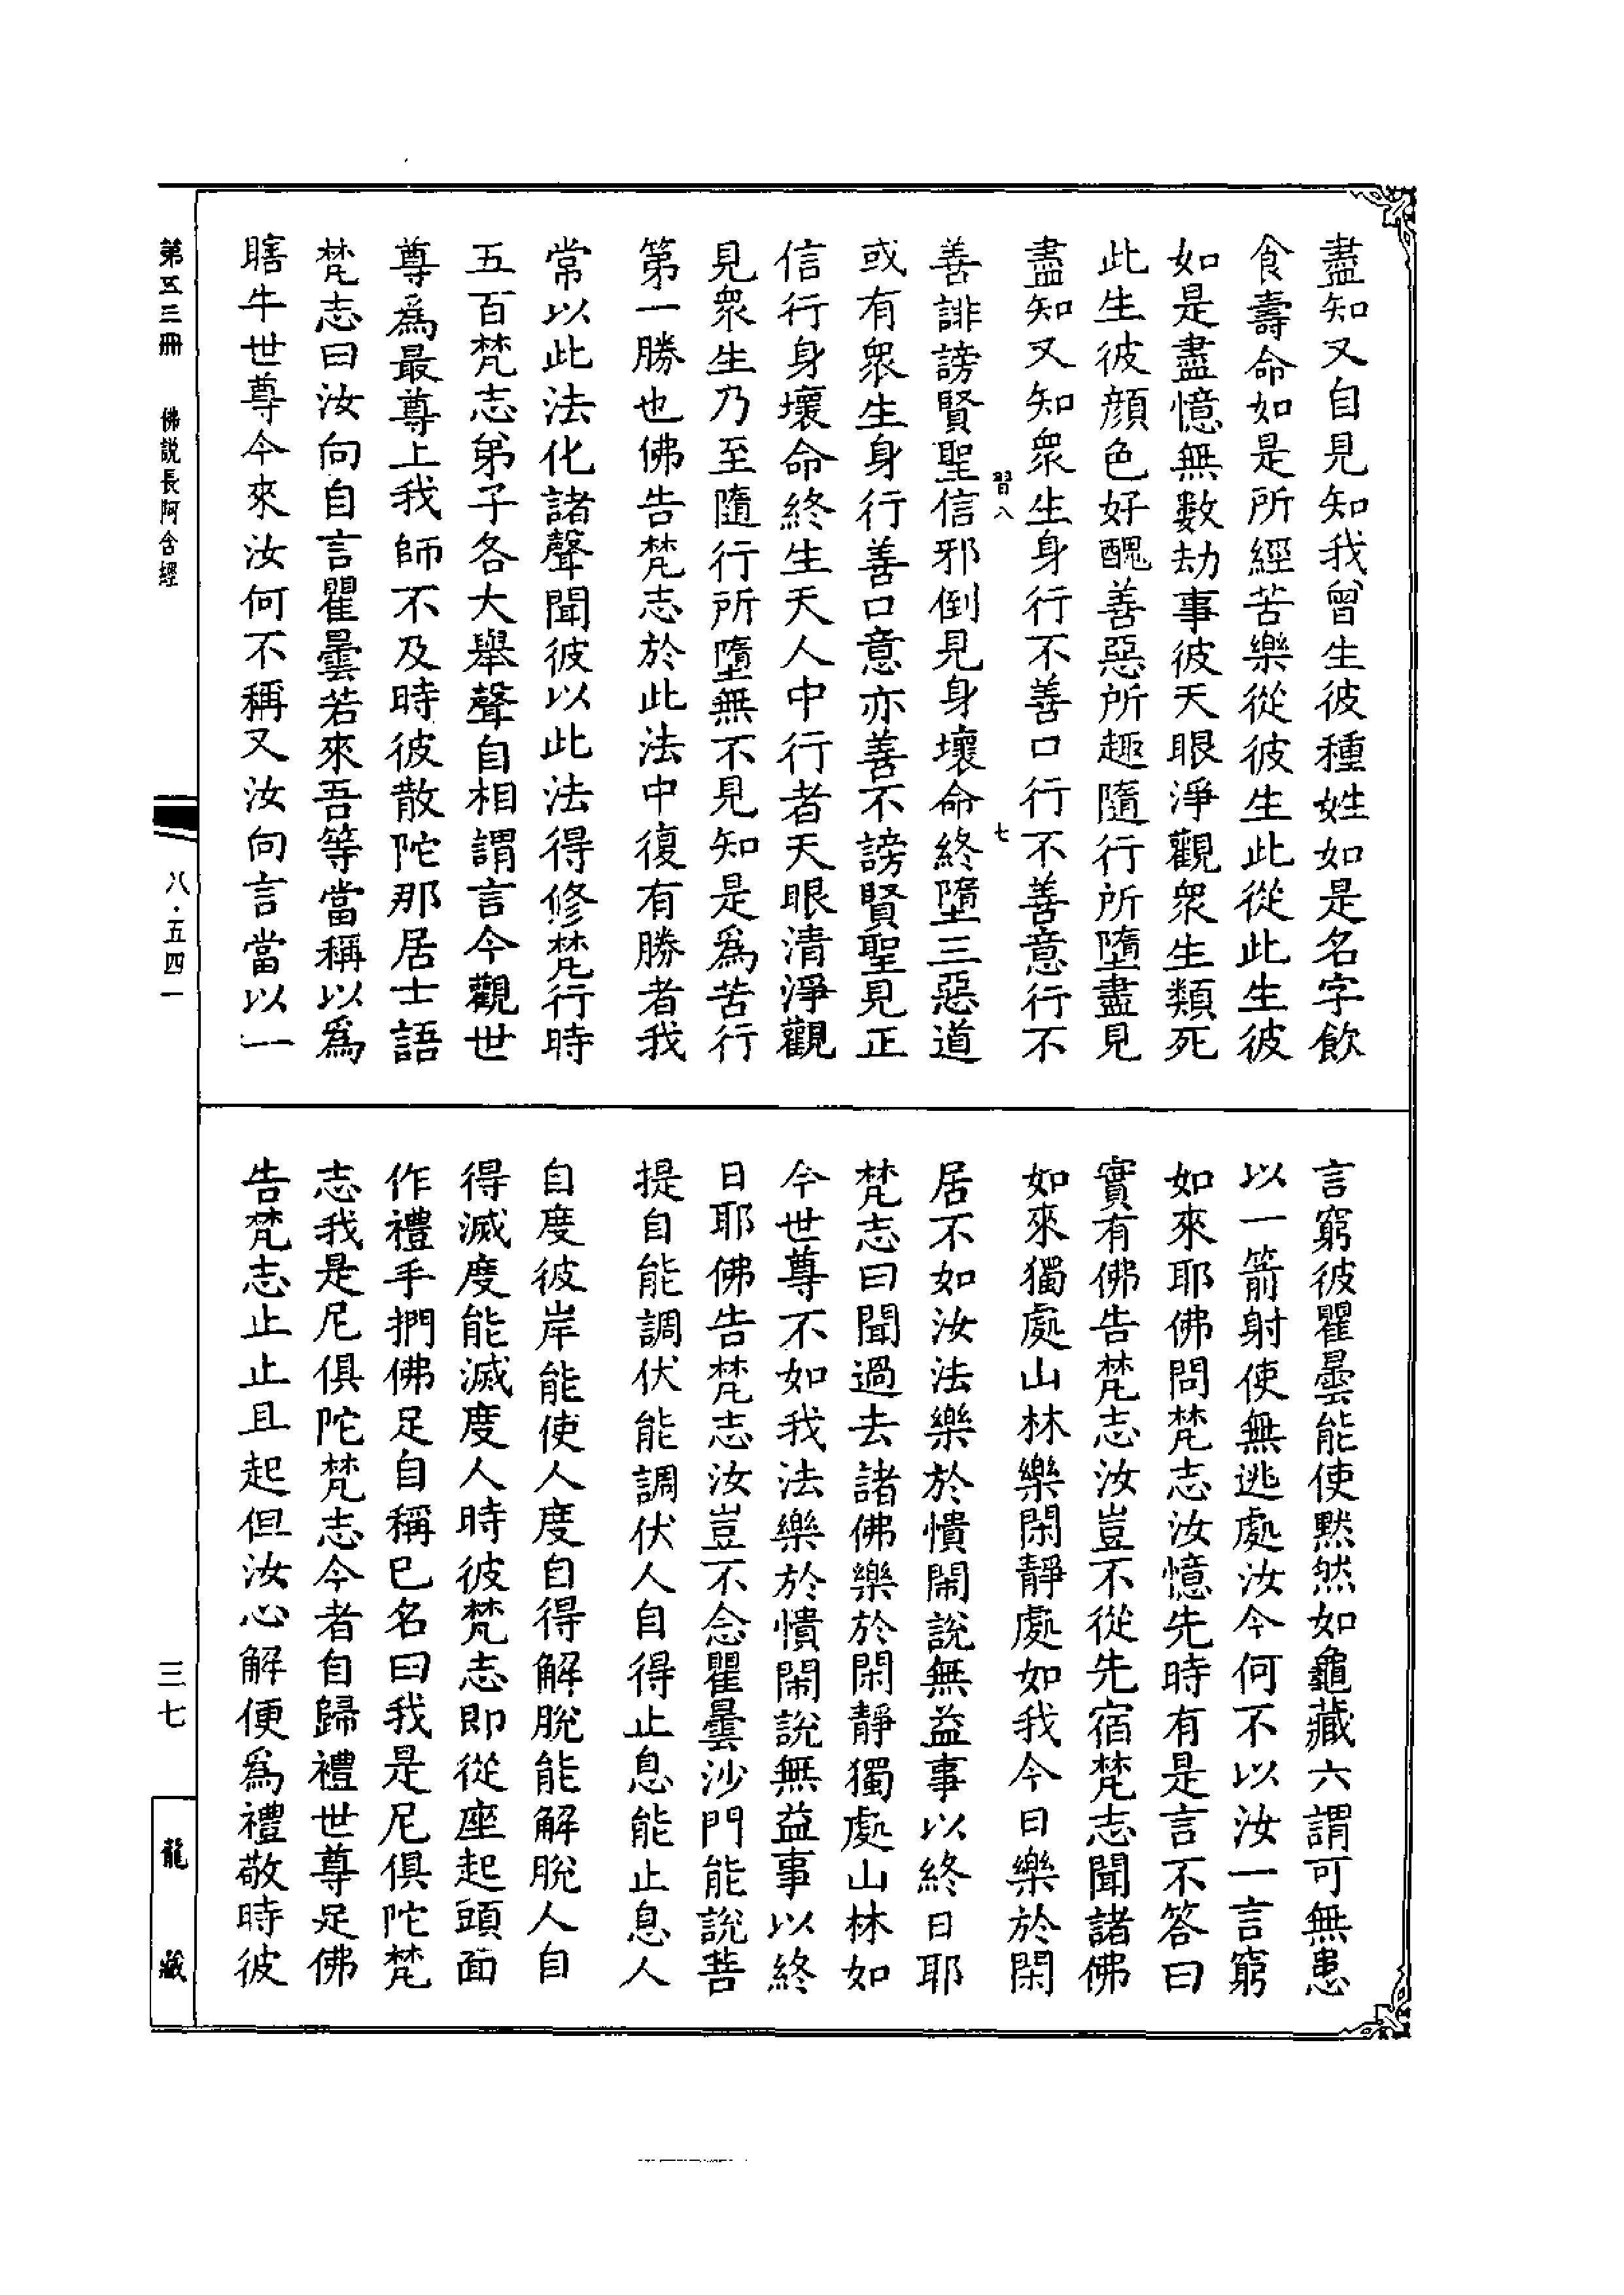 盡知又自見知我曾生彼種姓如是名字飲
食壽命如是所經苦樂從彼生此從此生彼
如是盡憶無數劫事彼天眼淨觀衆生類死
此生彼顔色好醜善惡所趣隨行所墮盡見
盡知又知衆生身行不善口行不善意行不
習八
七
善誹謗賢聖信邪倒見身壞命終墮三惡道
或有衆生身行善口意亦善不謗賢聖見正
信行身壞命終生天人中行者天眼清淨觀
見衆生乃至隨行所墮無不見知是爲苦行
第一勝也佛告梵志於此法中復有勝者我
常以此法化諸聲聞彼以此法得修梵行時
五百梵志弟子各大舉聲自相謂言今觀世
尊爲最尊上我師不及時彼散陀那居士語
梵志曰汝向自言瞿曇若來吾等當稱以爲
瞎牛世尊今來汝何不稱又汝向言當以一
言窮彼瞿曇能使默然如龜藏六謂可無患
以一箭射使無逃處汝今何不以汝一言窮
如來耶佛問梵志汝憶先時有是言不答曰
實有佛告梵志汝豈不從先宿梵志聞諸佛
如來獨處山林樂閑靜處如我今日樂於閑
居不如汝法樂於憒閙說無益事以終日耶
梵志曰聞過去諸佛樂於閑靜獨處山林如
今世尊不如我法樂於憒閙說無益事以終
日耶佛告梵志汝豈不念瞿曇沙門能說菩
提自能調伏能調伏人自得止息能止息人
自度彼岸能使人度自得解脫能解脫人自
得滅度能滅度人時彼梵志即從座起頭面
作禮手捫佛足自稱已名曰我是尼俱陀梵
志我是尼俱陀梵志今者自歸禮世尊足佛
告梵志止止且起但汝心解便爲禮敬時彼
第五三冊 佛說長阿含經
八·五四一
三七
龍藏